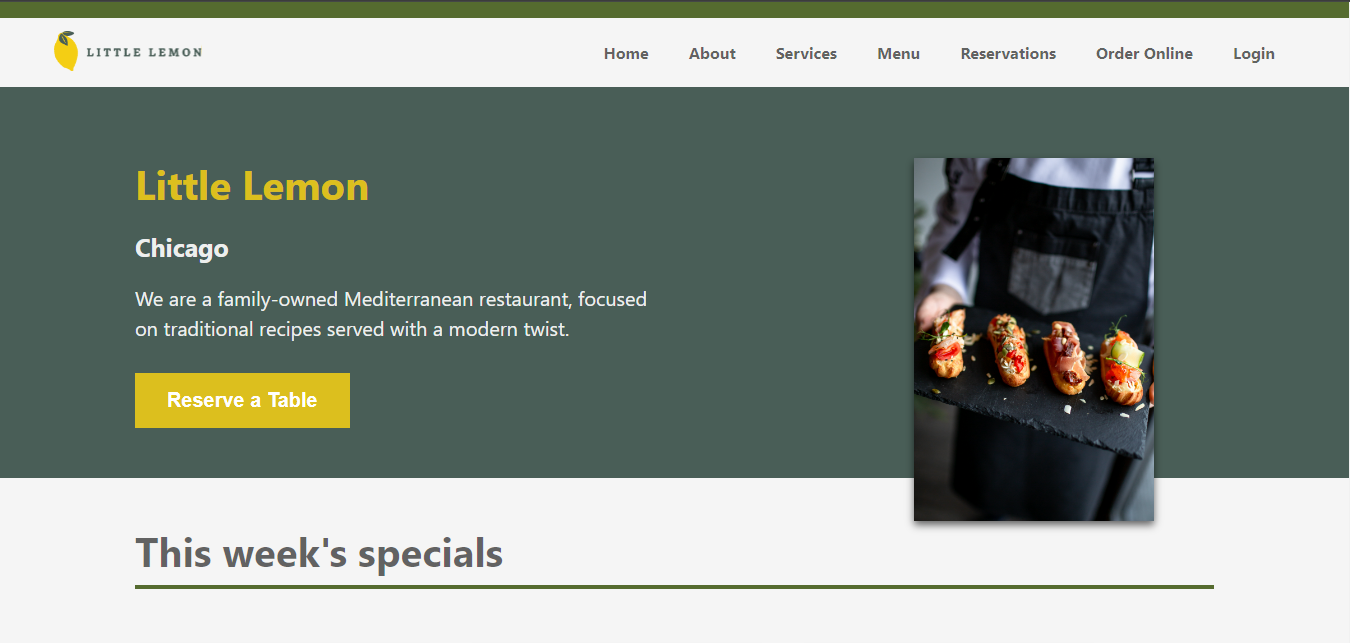 LITTLE LEMON
Home About Services Menu Reservations Order Online Login
Little Lemon
Chicago
We are a family-owned Mediterranean restaurant, focused
on traditional recipes served with a modern twist.
Reserve a Table
This week's specials